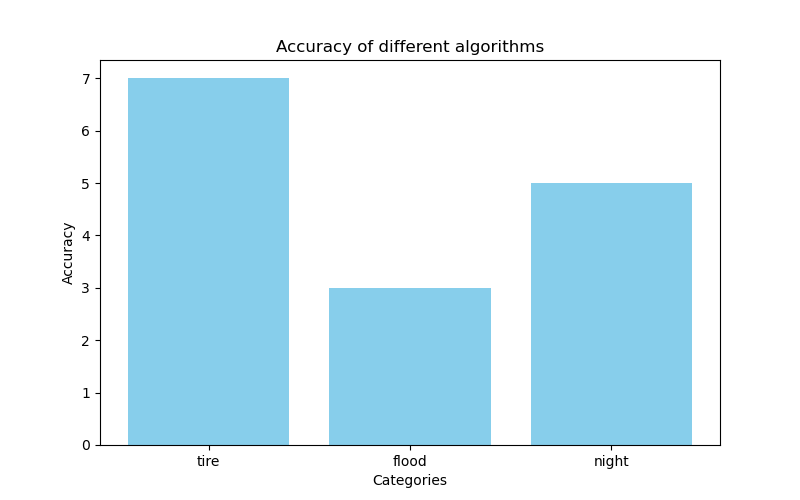 Accuracy of different algorithms
7
6
5
4
3
2
1
0
Accuracy
tire
flood
night
Categories